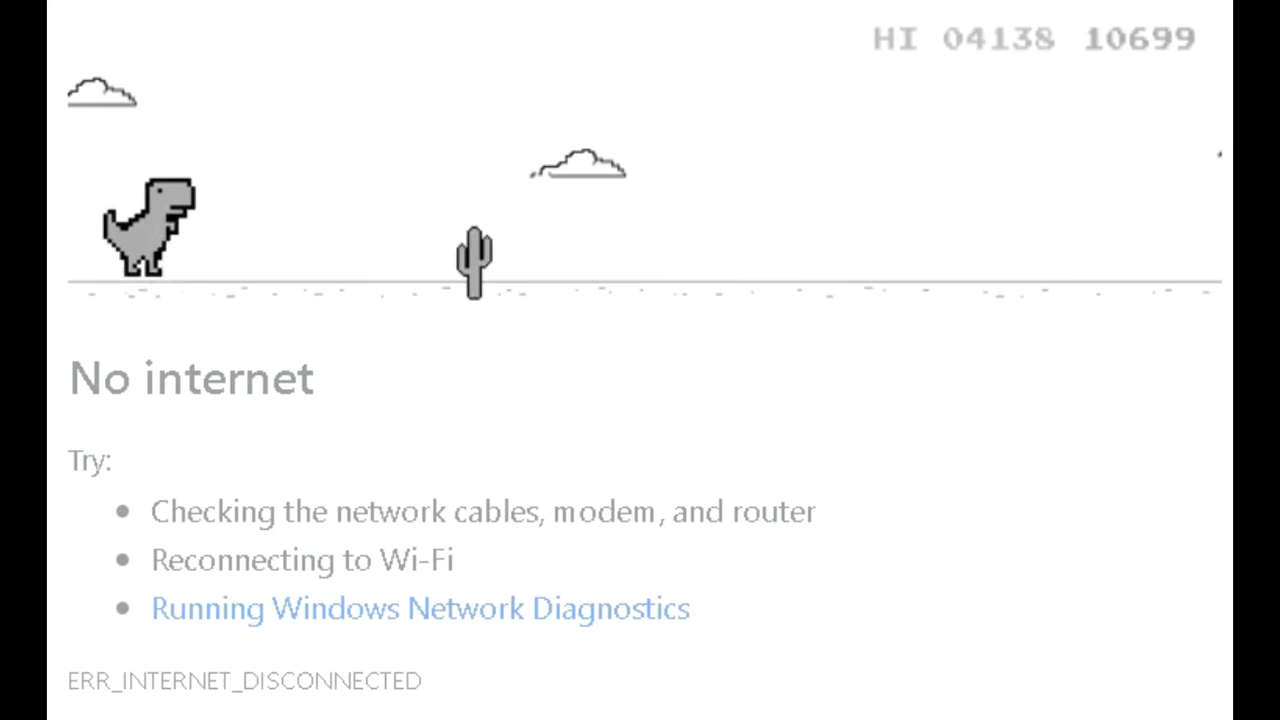 HI 04138 10699
No internet
Try:
Checking the network cables, modem, and router
Reconnecting to Wi-Fi
Running Windows Network Diagnostics
ERR_INTERNET_DISCONNECTED